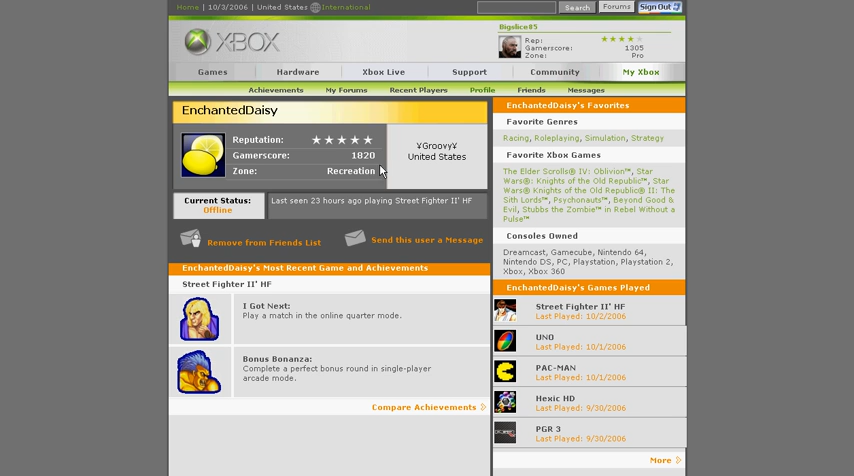 Home | 10/3/2006 | United States International
Search
Forums
Sign Out
XBOX
Bigslice85
Rep:
Gamerscore: 1305
Zone: Pro
Games Hardware Xbox Live Support Community My Xbox
Achievements My Forums Recent Players Profile Friends Messages
EnchantedDaisy
Reputation:
Gamerscore: 1820
Zone: Recreation
¥Groovy¥
United States
Current Status:
Offline
Last seen 23 hours ago playing Street Fighter II' HF
Remove from Friends List
Send this user a Message
EnchantedDaisy's Most Recent Game and Achievements
Street Fighter II' HF
I Got Next:
Play a match in the online quarter mode.
Bonus Bonanza:
Complete a perfect bonus round in single-player
arcade mode.
Compare Achievements
EnchantedDaisy's Favorites
Favorite Genres
Racing, Roleplaying, Simulation, Strategy
Favorite Xbox Games
The Elder Scrolls® IV: Oblivion™, Star
Wars®: Knights of the Old Republic™, Star
Wars® Knights of the Old Republic® II: The
Sith Lords™, Psychonauts™, Beyond Good &
Evil, Stubbs the Zombie™ in Rebel Without a
Pulse™
Consoles Owned
Dreamcast, Gamecube, Nintendo 64,
Nintendo DS, PC, Playstation, Playstation 2,
Xbox, Xbox 360
EnchantedDaisy's Games Played
Street Fighter II' HF
Last Played: 10/2/2006
UNO
Last Played: 10/1/2006
PAC-MAN
Last Played: 10/1/2006
Hexic HD
Last Played: 9/30/2006
PGR 3
Last Played: 9/30/2006
More